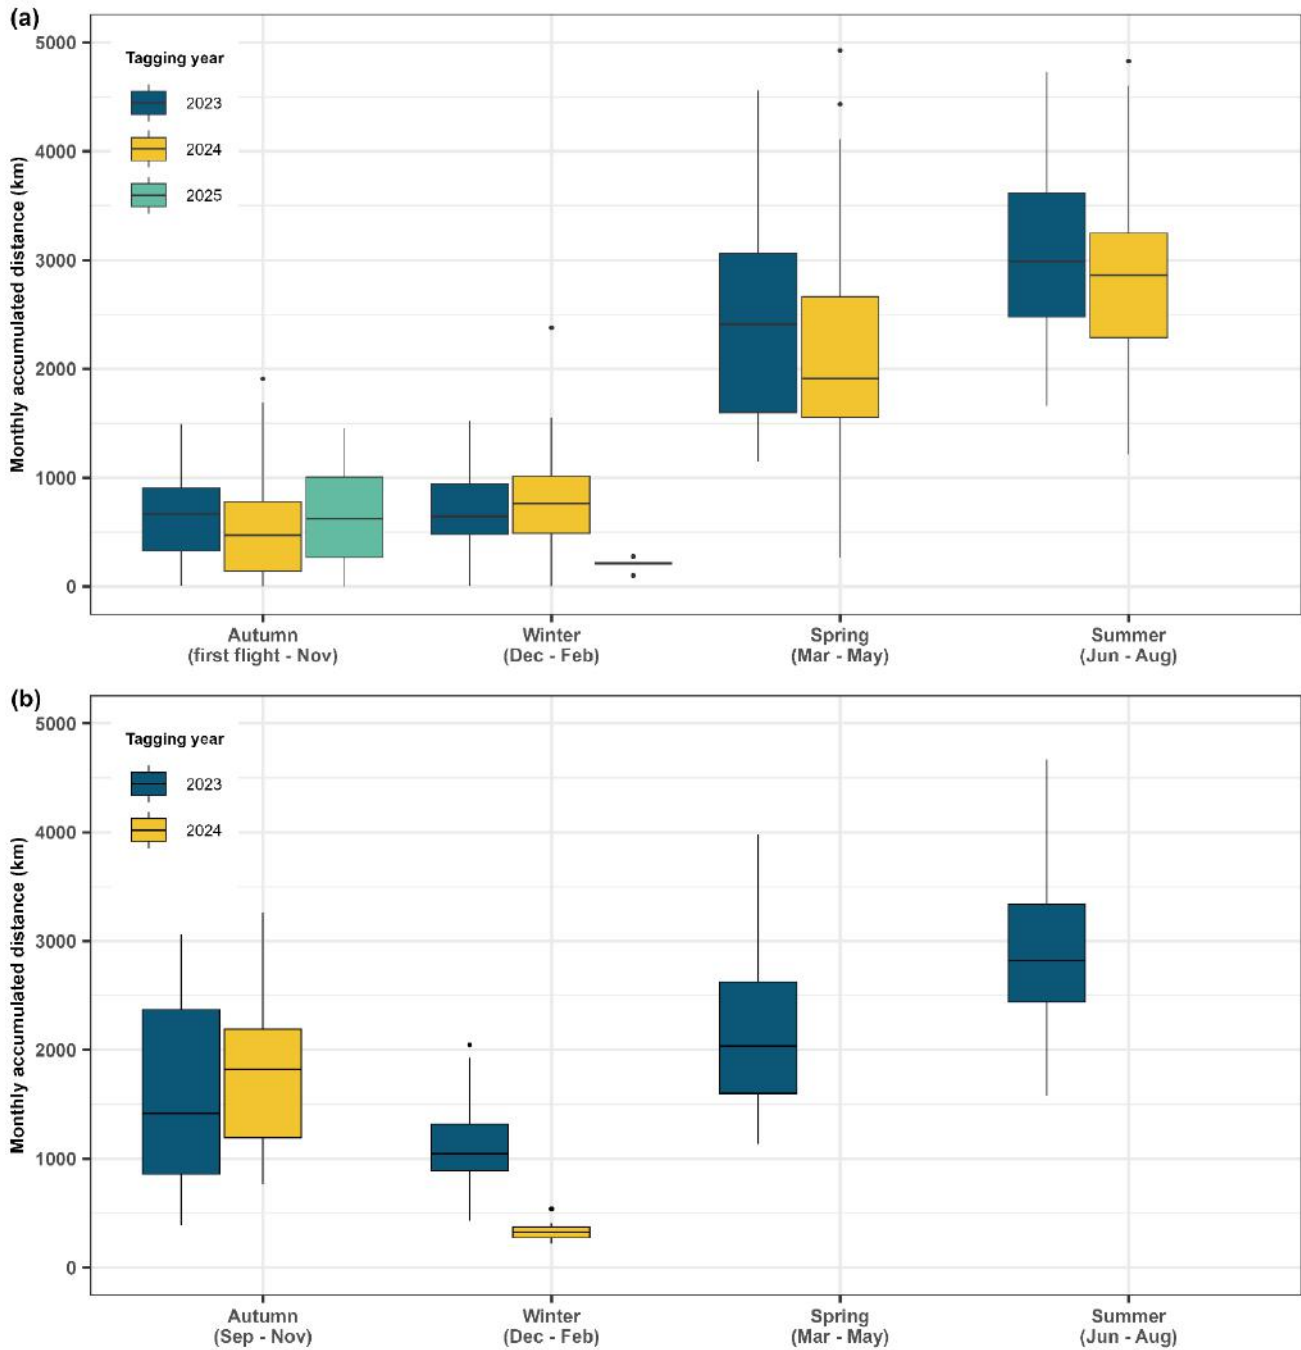 (a)
Tagging year
2023
2024
2025
Monthly accumulated distance (km)
5000
4000
3000
2000
1000
0
Autumn
(first flight - Nov)
Winter
(Dec - Feb)
Spring
(Mar - May)
Summer
(Jun - Aug)
(b)
Tagging year
2023
2024
Monthly accumulated distance (km)
5000
4000
3000
2000
1000
0
Autumn
(Sep - Nov)
Winter
(Dec - Feb)
Spring
(Mar - May)
Summer
(Jun - Aug)